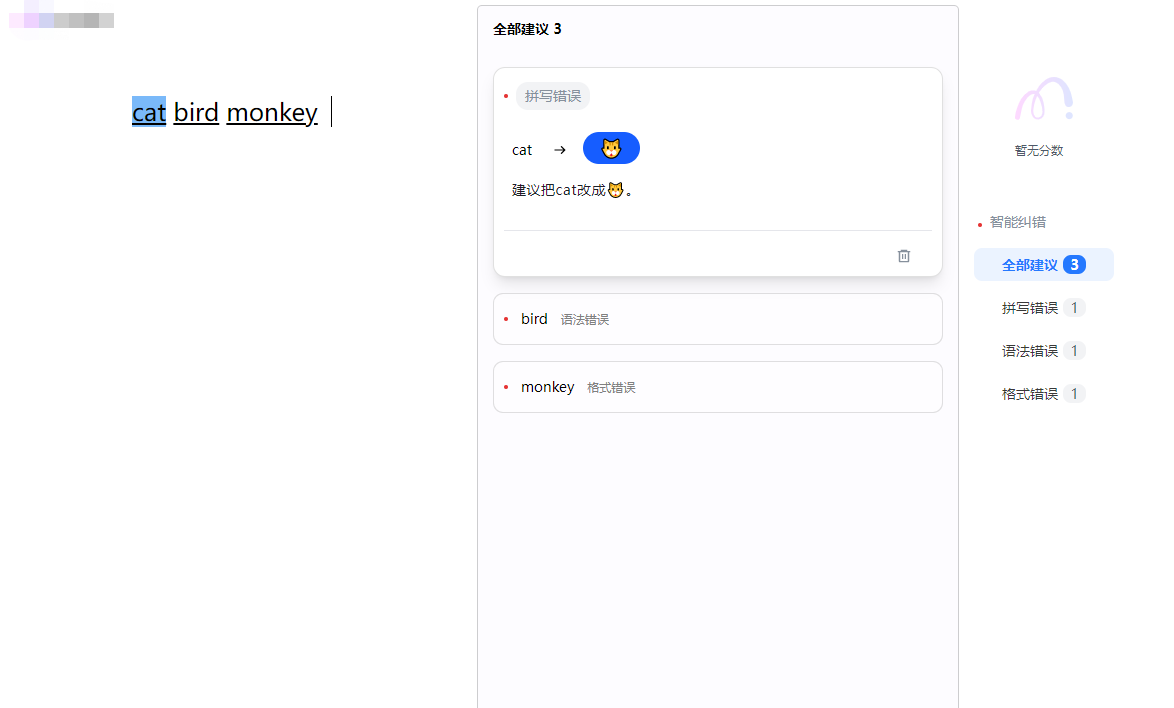 cat bird monkey
全部建议 3
拼写错误
cat → 🐱
建议把cat改成🐱。
bird 语法错误
monkey 格式错误
暂无分数
智能纠错
全部建议 3
拼写错误 1
语法错误 1
格式错误 1